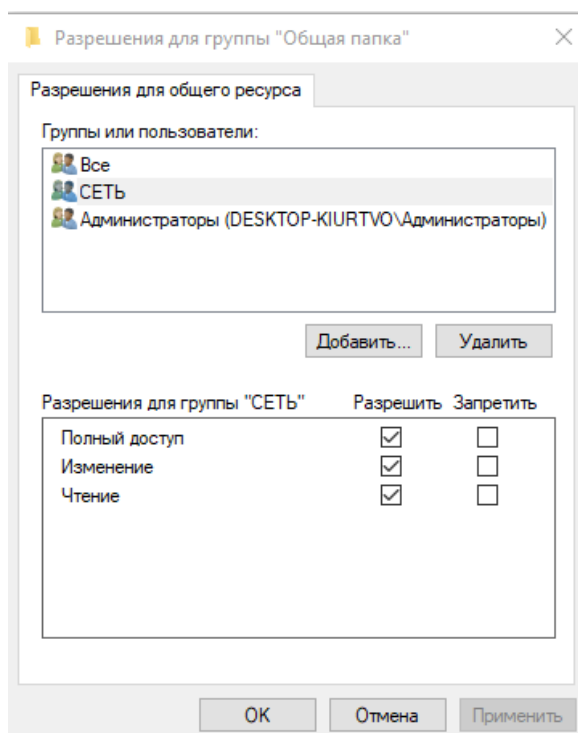 Разрешения для группы "Общая папка"
Разрешения для общего ресурса
Группы или пользователи:
Все
СЕТЬ
Администраторы (DESKTOP-KIURTVO\Администраторы)
Добавить... Удалить
Разрешения для группы "СЕТЬ" Разрешить Запретить
Полный доступ
Изменение
Чтение
OK Отмена Применить